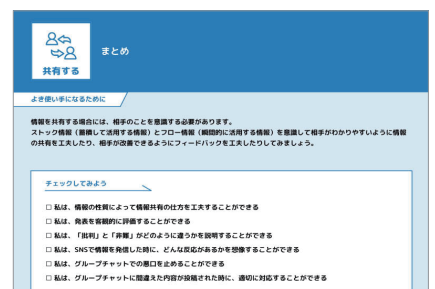 共有する
まとめ
よき使い手になるために
情報を共有する場合には、相手のことを意識する必要があります。
ストック情報（蓄積して活用する情報）とフロー情報（瞬間的に活用する情報）を意識して相手がわかりやすいように情報
の共有を工夫したり、相手が改善できるようにフィードバックを工夫したりしてみましょう。
チェックしてみよう
□ 私は、情報の性質によって情報共有の仕方を工夫することができる
□ 私は、発表を客観的に評価することができる
□ 私は、「批判」と「非難」がどのように違うかを説明することができる
□ 私は、SNSで情報を発信した時に、どんな反応があるかを想像することができる
□ 私は、グループチャットでの悪口を止めることができる
□ 私は、グループチャットに間違えた内容が投稿された時に、適切に対応することができる